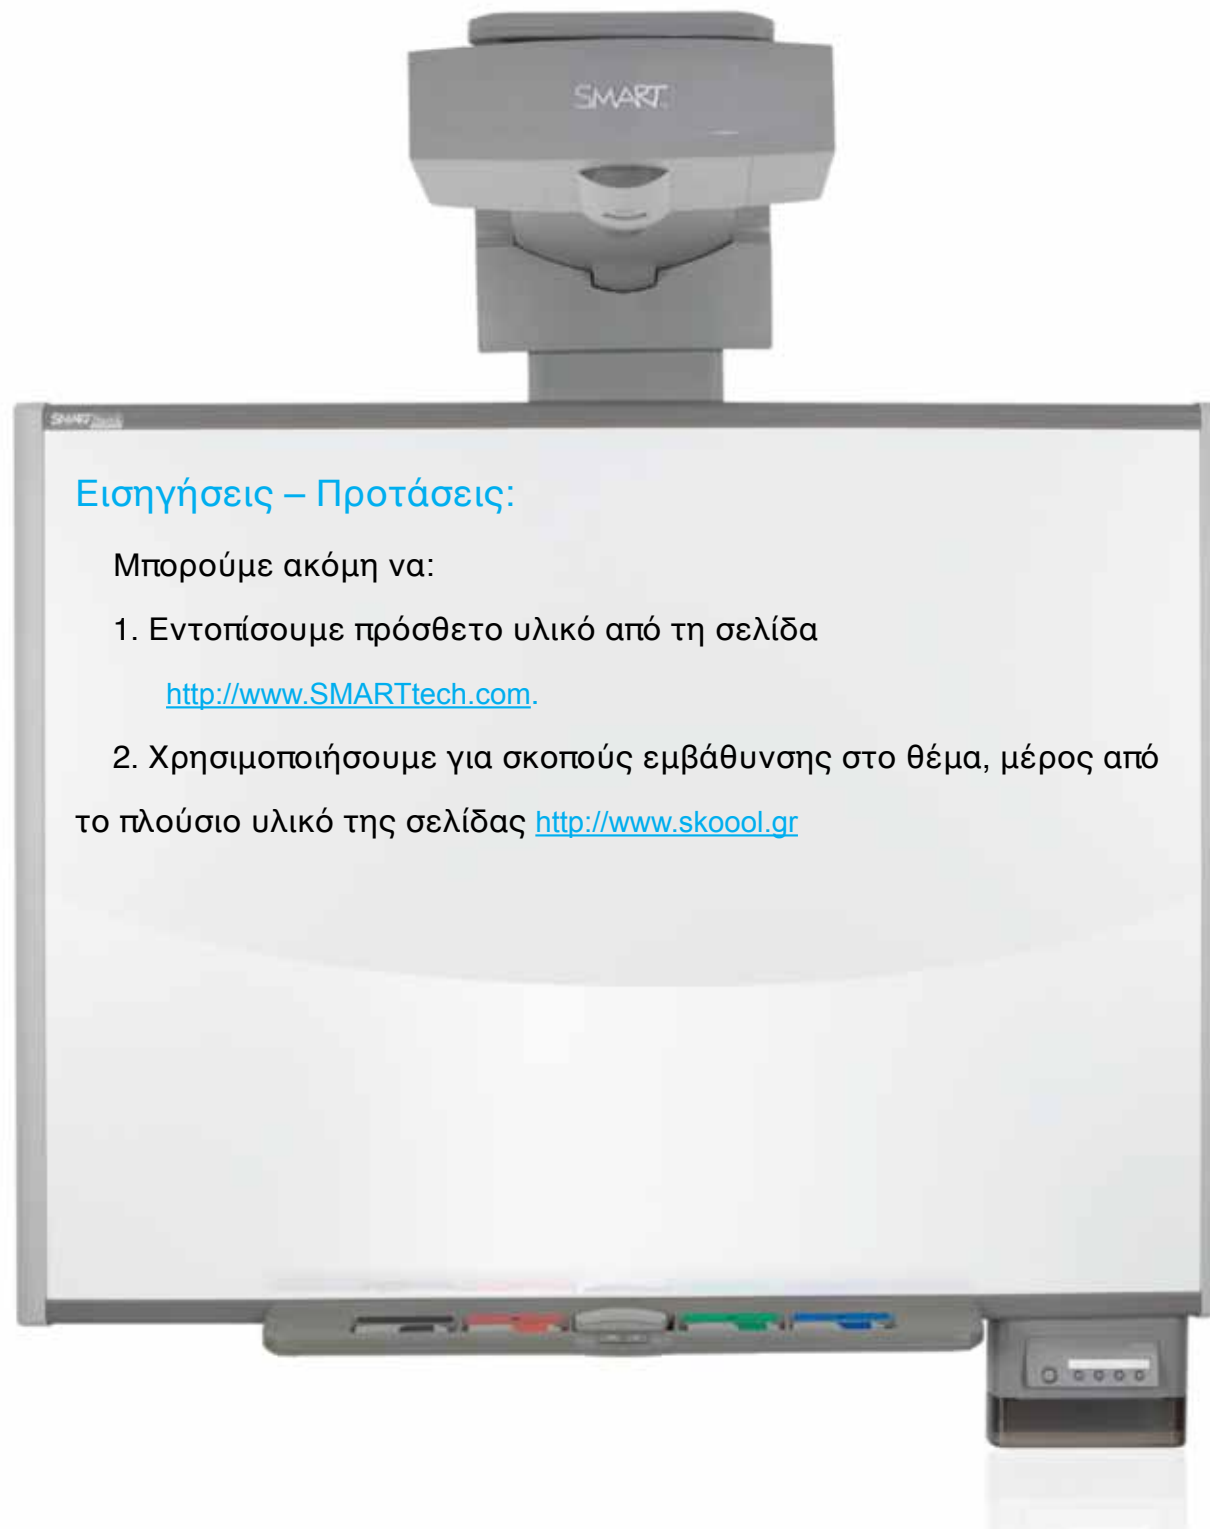 SMART
SMART
Εισηγήσεις – Προτάσεις:
Μπορούμε ακόμη να:
1. Εντοπίσουμε πρόσθετο υλικό από τη σελίδα
http://www.SMARTtech.com.
2. Χρησιμοποιήσουμε για σκοπούς εμβάθυνσης στο θέμα, μέρος από
το πλούσιο υλικό της σελίδας http://www.skoool.gr